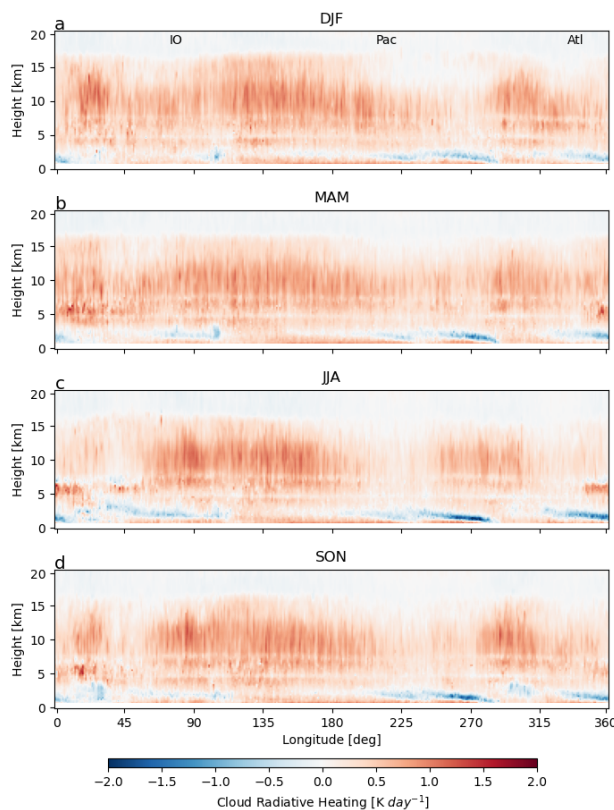 a
DJF
IO
Pac
Atl
20
15
10
5
0
Height [km]
b
MAM
20
15
10
5
0
Height [km]
c
JJA
20
15
10
5
0
Height [km]
d
SON
20
15
10
5
0
Height [km]
0 45 90 135 180 225 270 315 360
Longitude [deg]
−2.0 −1.5 −1.0 −0.5 0.0 0.5 1.0 1.5 2.0
Cloud Radiative Heating [K day⁻¹]